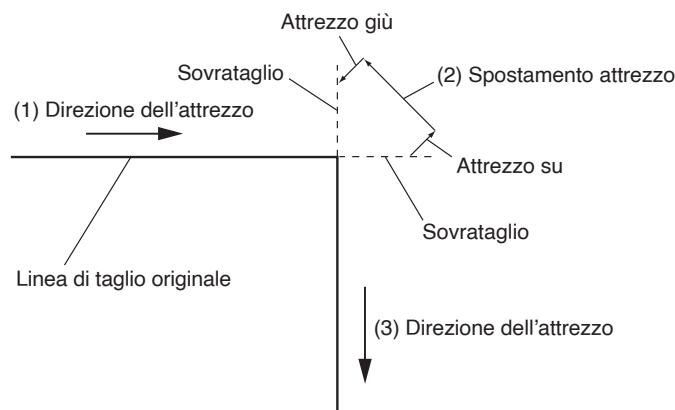 Attrezzo giù
Sovrataglio
(2) Spostamento attrezzo
(1) Direzione dell'attrezzo
Attrezzo su
Sovrataglio
Linea di taglio originale
(3) Direzione dell'attrezzo